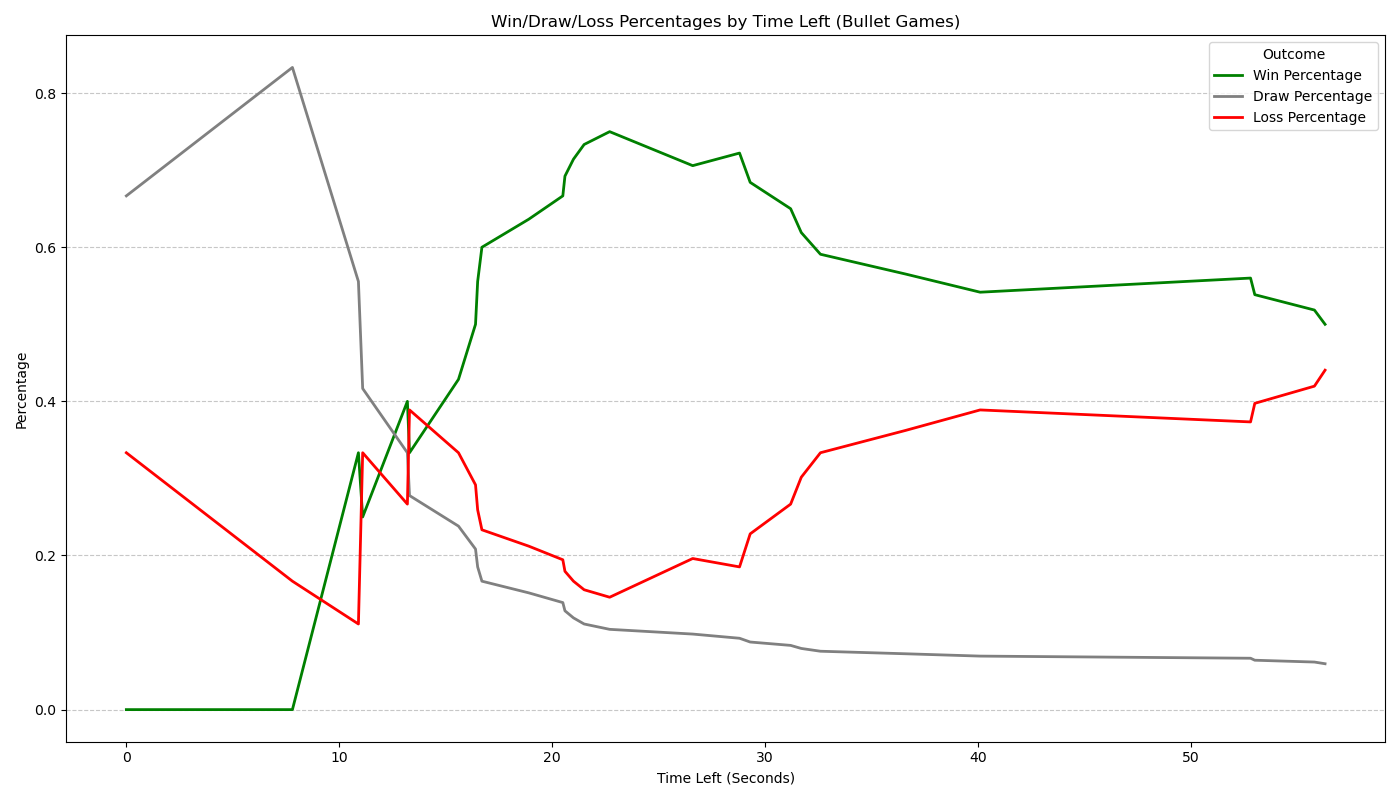 Win/Draw/Loss Percentages by Time Left (Bullet Games)
Outcome
Win Percentage
Draw Percentage
Loss Percentage
Percentage
0.8
0.6
0.4
0.2
0.0
0 10 20 30 40 50
Time Left (Seconds)